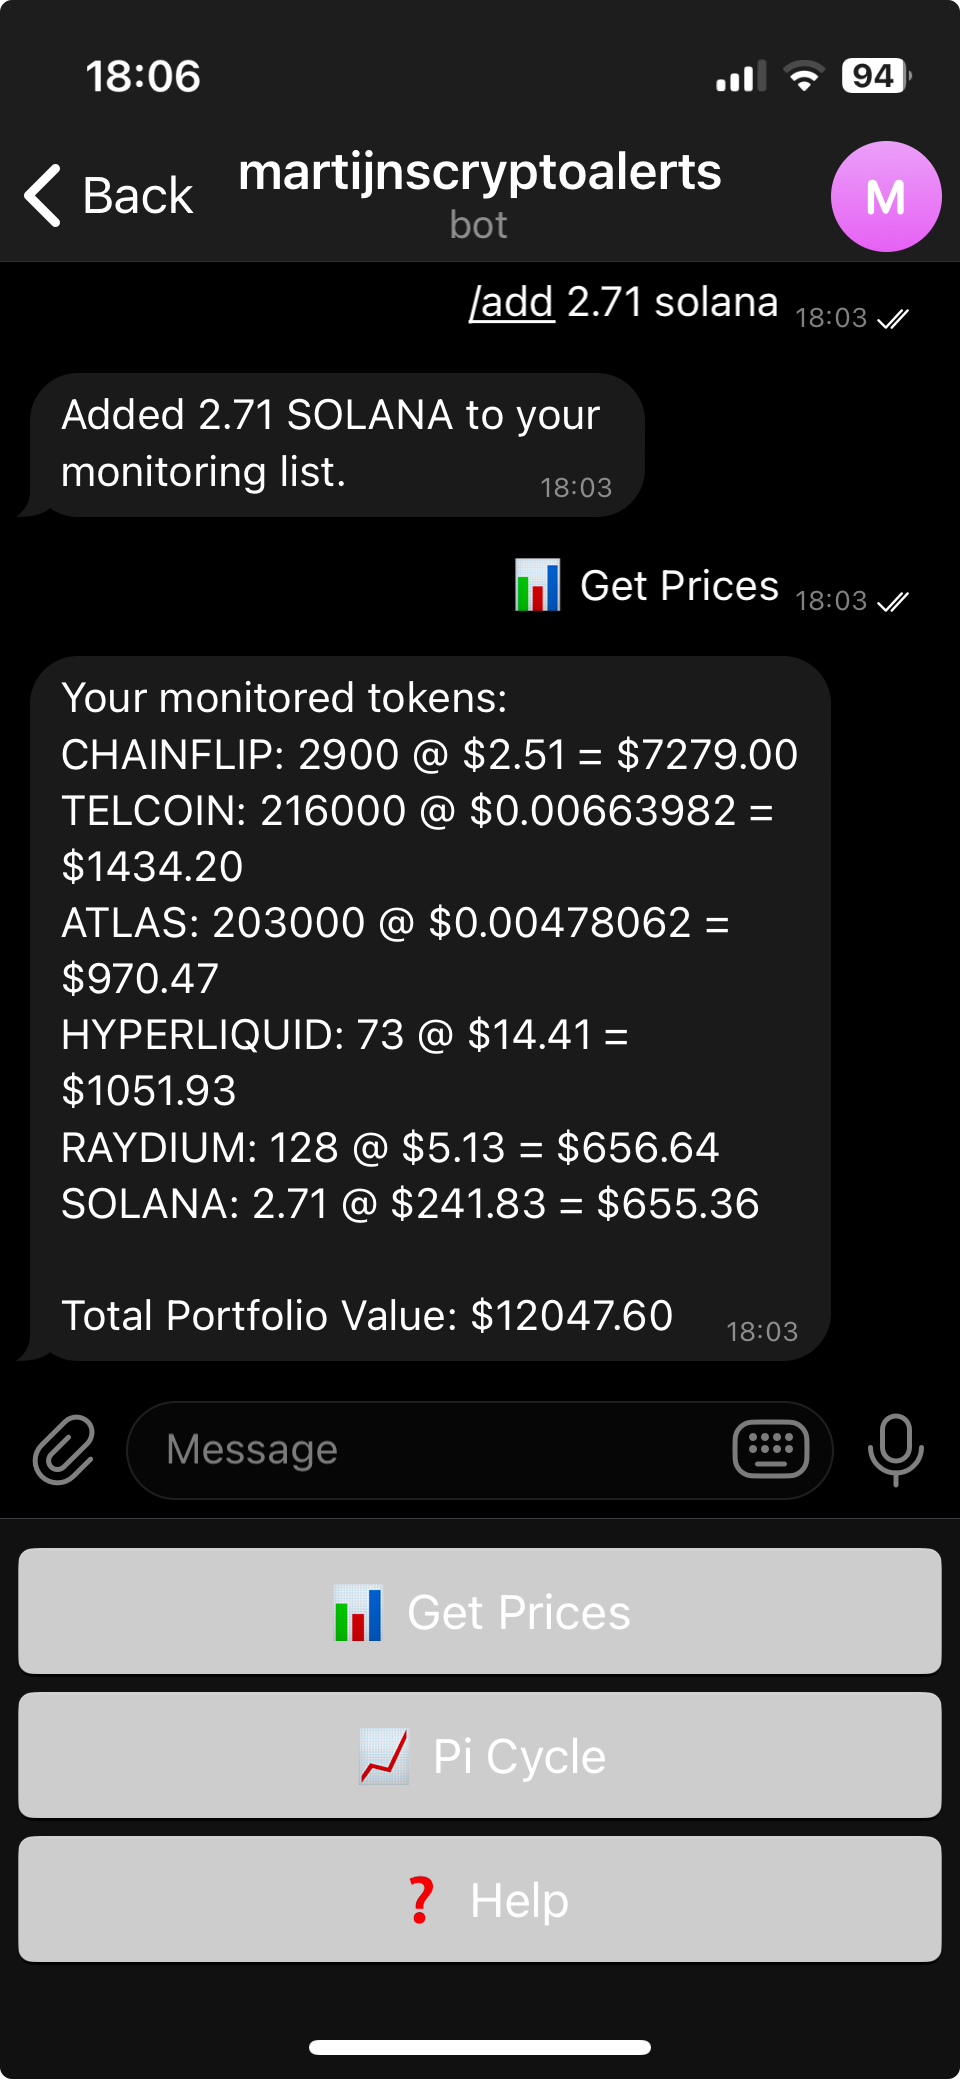 18:06
94
Back
martijnscryptoalerts
bot
M
/add 2.71 solana 18:03
Added 2.71 SOLANA to your
monitoring list. 18:03
Get Prices 18:03
Your monitored tokens:
CHAINFLIP: 2900 @ $2.51 = $7279.00
TELCOIN: 216000 @ $0.00663982 =
$1434.20
ATLAS: 203000 @ $0.00478062 =
$970.47
HYPERLIQUID: 73 @ $14.41 =
$1051.93
RAYDIUM: 128 @ $5.13 = $656.64
SOLANA: 2.71 @ $241.83 = $655.36
Total Portfolio Value: $12047.60 18:03
Message
Get Prices
Pi Cycle
❓ Help